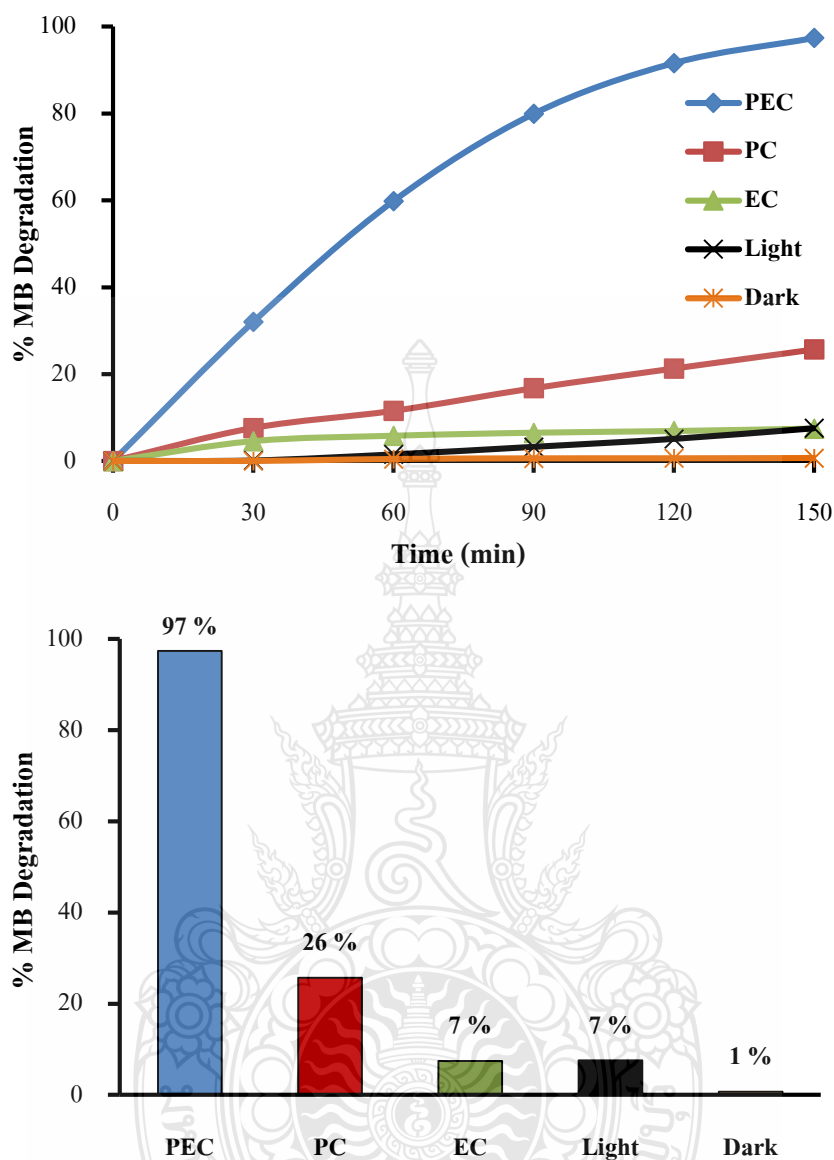 100
80
60
40
20
0
% MB Degradation
PEC
PC
EC
Light
Dark
0 30 60 90 120 150
Time (min)
100
80
60
40
20
0
% MB Degradation
97 %
26 %
7 %
7 %
1 %
PEC PC EC Light Dark